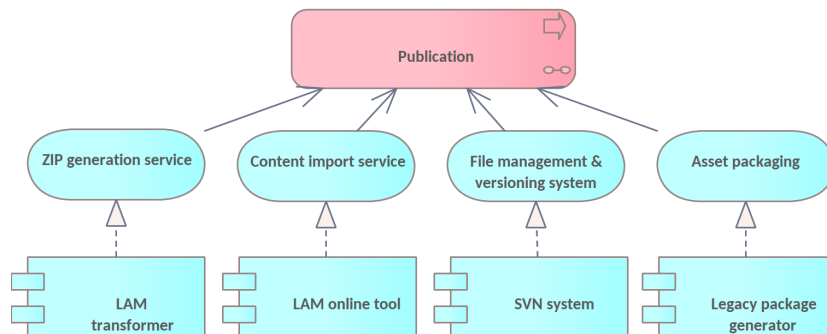 Publication
ZIP generation service
Content import service
File management &
versioning system
Asset packaging
LAM
transformer
LAM online tool
SVN system
Legacy package
generator